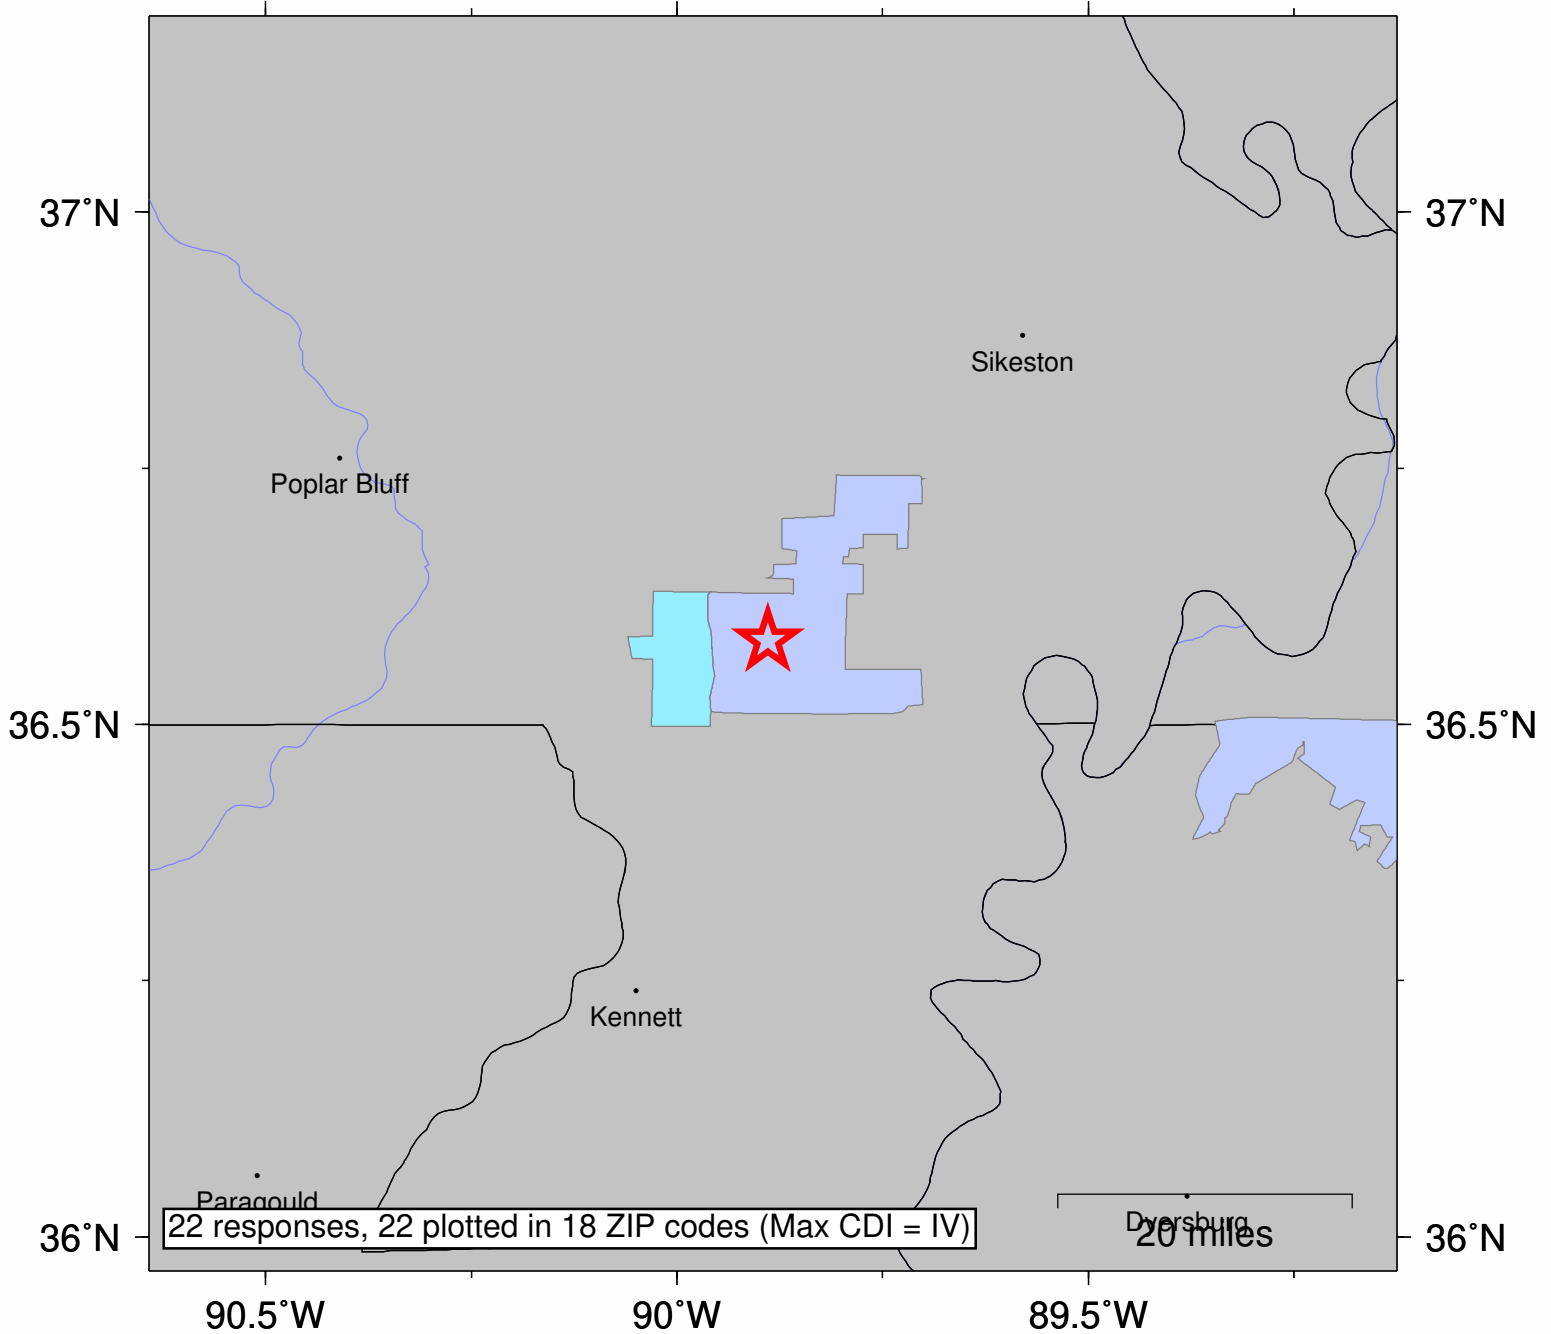 37°N
37°N
Sikeston
Poplar Bluff
36.5°N
36.5°N
Kennett
Paragould
22 responses, 22 plotted in 18 ZIP codes (Max CDI = IV)
Dyersburg
20 miles
36°N
36°N
90.5°W
90°W
89.5°W